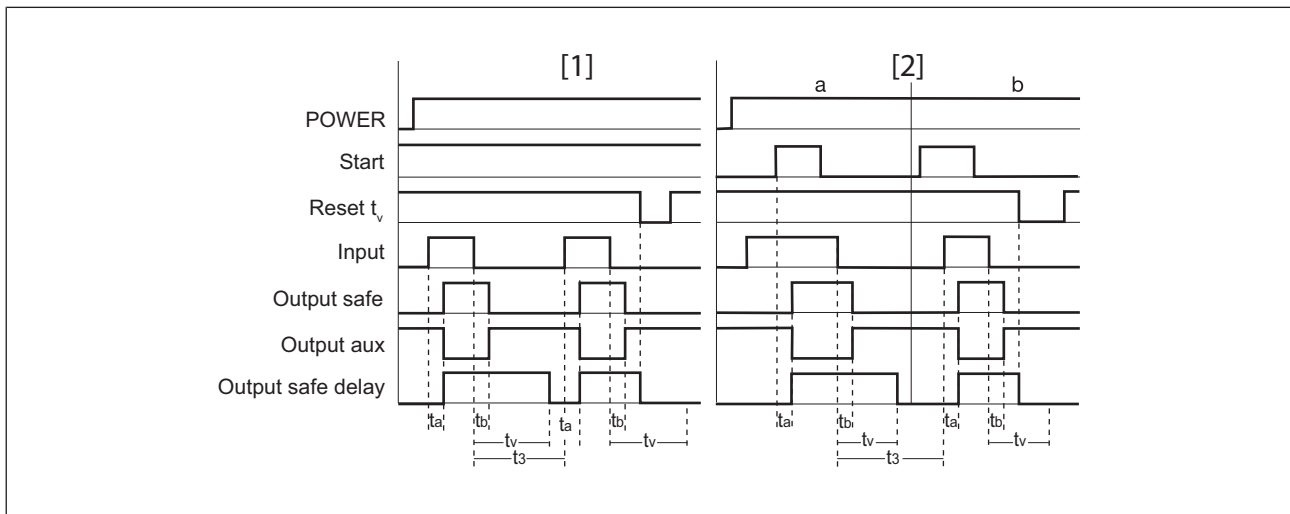 [1] [2]
a b
POWER
Start
Reset tv
Input
Output safe
Output aux
Output safe delay
ta tb ta tb ta tb ta tb
tv tv tv tv
t3 t3